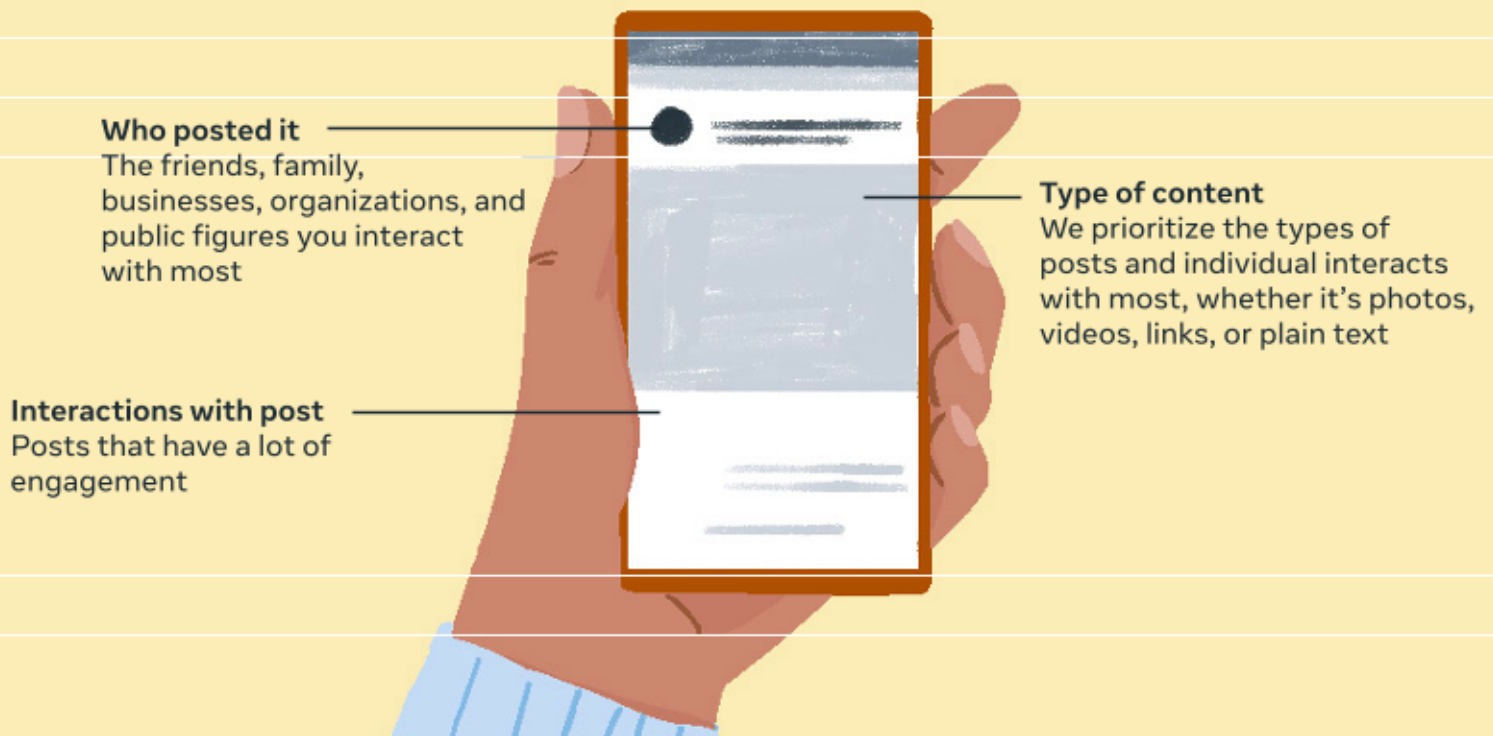 Who posted it
The friends, family,
businesses, organizations, and
public figures you interact
with most
Type of content
We prioritize the types of
posts and individual interacts
with most, whether it’s photos,
videos, links, or plain text
Interactions with post
Posts that have a lot of
engagement